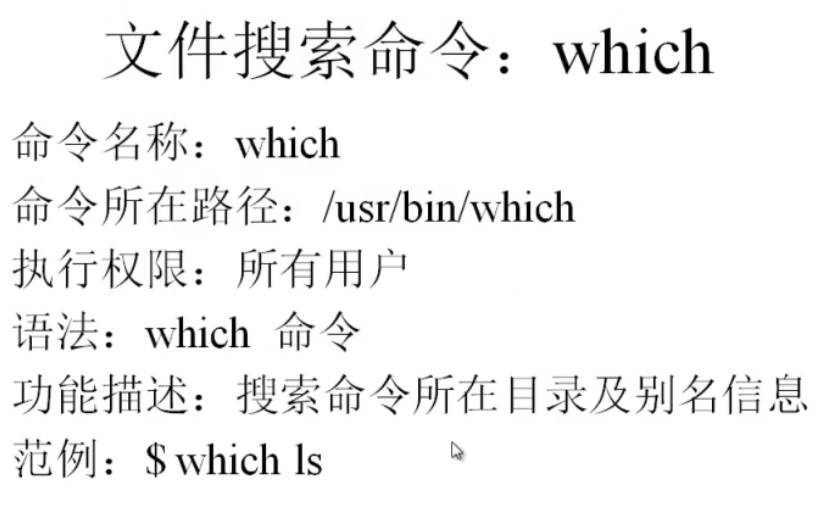 文件搜索命令：which
命令名称：which
命令所在路径：/usr/bin/which
执行权限：所有用户
语法：which 命令
功能描述：搜索命令所在目录及别名信息
范例：$ which ls